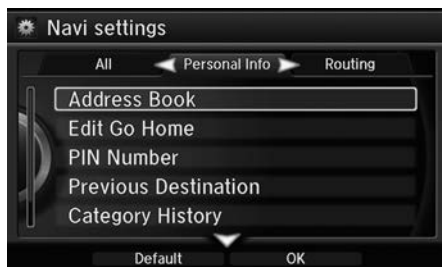 Navi settings
All Personal Info Routing
Address Book
Edit Go Home
PIN Number
Previous Destination
Category History
Default OK